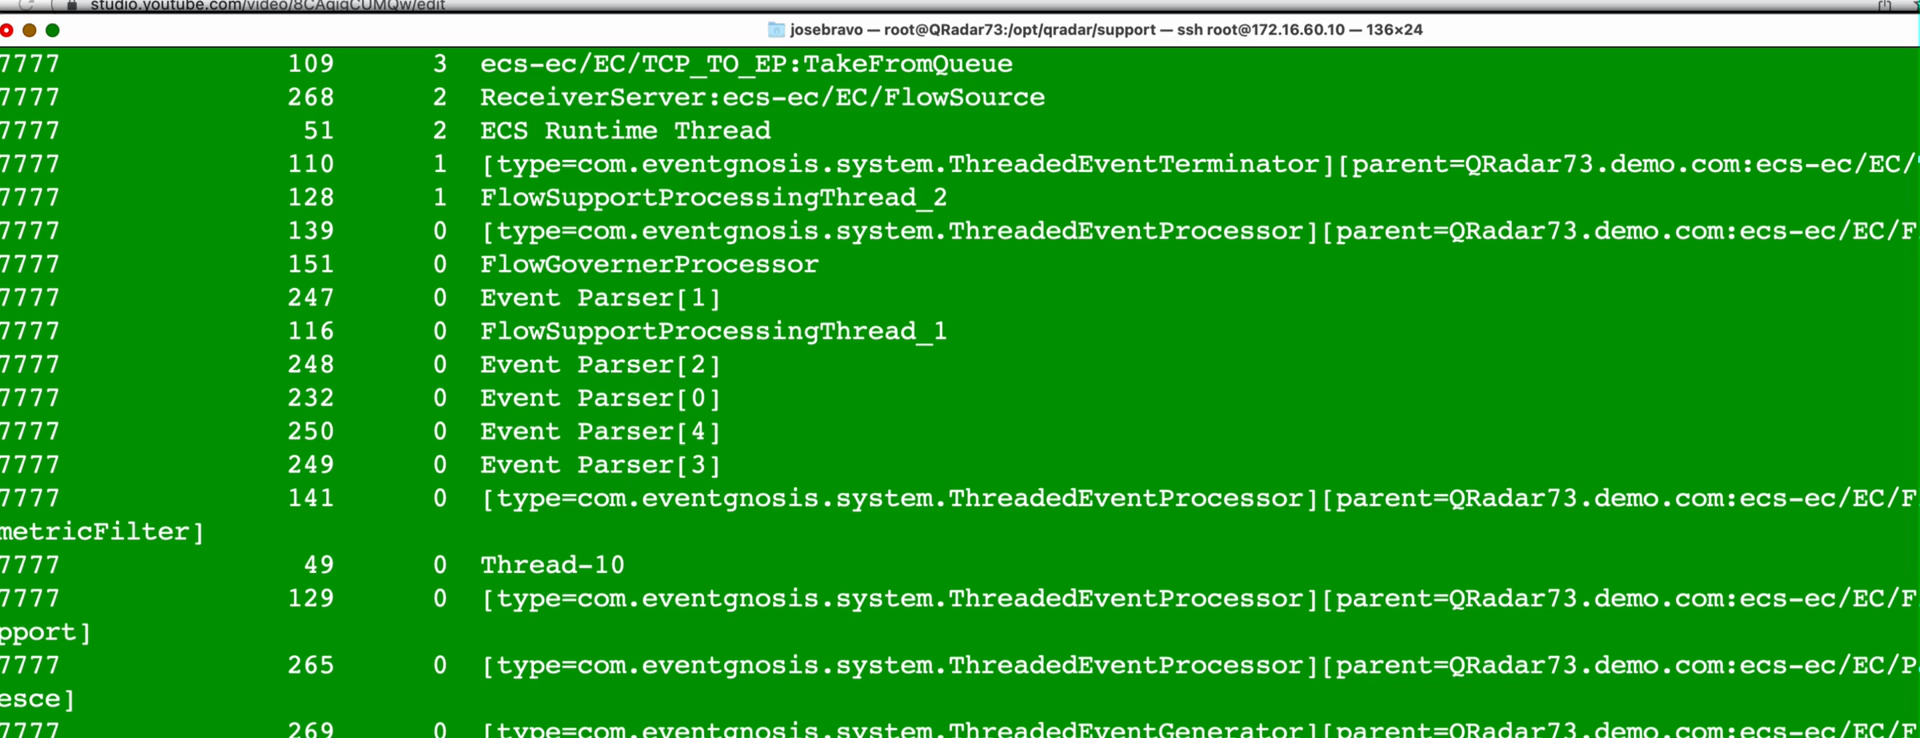 studio.youtube.com/video/8CAgigCUMQw/edit
josebravo — root@QRadar73:/opt/qradar/support — ssh root@172.16.60.10 — 136×24
7777 109 3 ecs-ec/EC/TCP_TO_EP:TakeFromQueue
7777 268 2 ReceiverServer:ecs-ec/EC/FlowSource
7777 51 2 ECS Runtime Thread
7777 110 1 [type=com.eventgnosis.system.ThreadedEventTerminator][parent=QRadar73.demo.com:ecs-ec/EC/
7777 128 1 FlowSupportProcessingThread_2
7777 139 0 [type=com.eventgnosis.system.ThreadedEventProcessor][parent=QRadar73.demo.com:ecs-ec/EC/F
7777 151 0 FlowGovernerProcessor
7777 247 0 Event Parser[1]
7777 116 0 FlowSupportProcessingThread_1
7777 248 0 Event Parser[2]
7777 232 0 Event Parser[0]
7777 250 0 Event Parser[4]
7777 249 0 Event Parser[3]
7777 141 0 [type=com.eventgnosis.system.ThreadedEventProcessor][parent=QRadar73.demo.com:ecs-ec/EC/F
metricFilter]
7777 49 0 Thread-10
7777 129 0 [type=com.eventgnosis.system.ThreadedEventProcessor][parent=QRadar73.demo.com:ecs-ec/EC/F
pport]
7777 265 0 [type=com.eventgnosis.system.ThreadedEventProcessor][parent=QRadar73.demo.com:ecs-ec/EC/P
esce]
7777 269 0 [type=com.eventgnosis.system.ThreadedEventGenerator][parent=QRadar73.demo.com:ecs-ec/EC/F